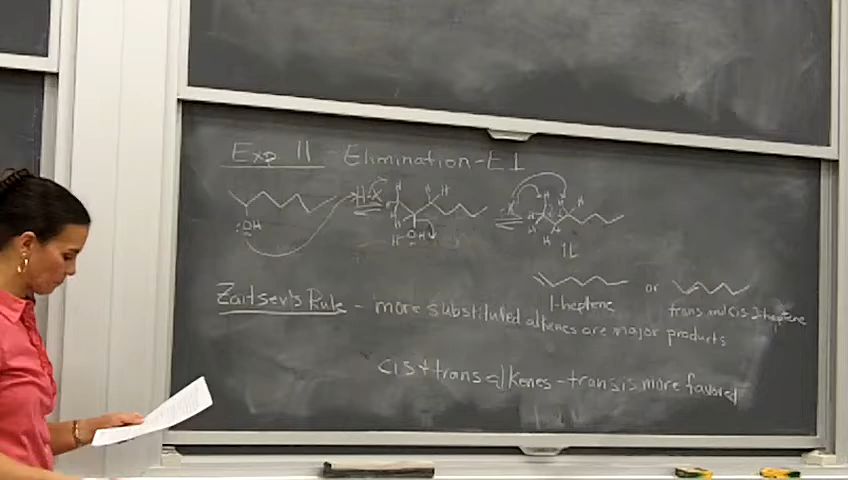 Exp 11 - Elimination - E1
:OH H-X
1-heptene or trans and cis-2-heptene
Zaitsev's Rule - more substituted alkenes are major products
cis + trans alkenes - trans is more favored